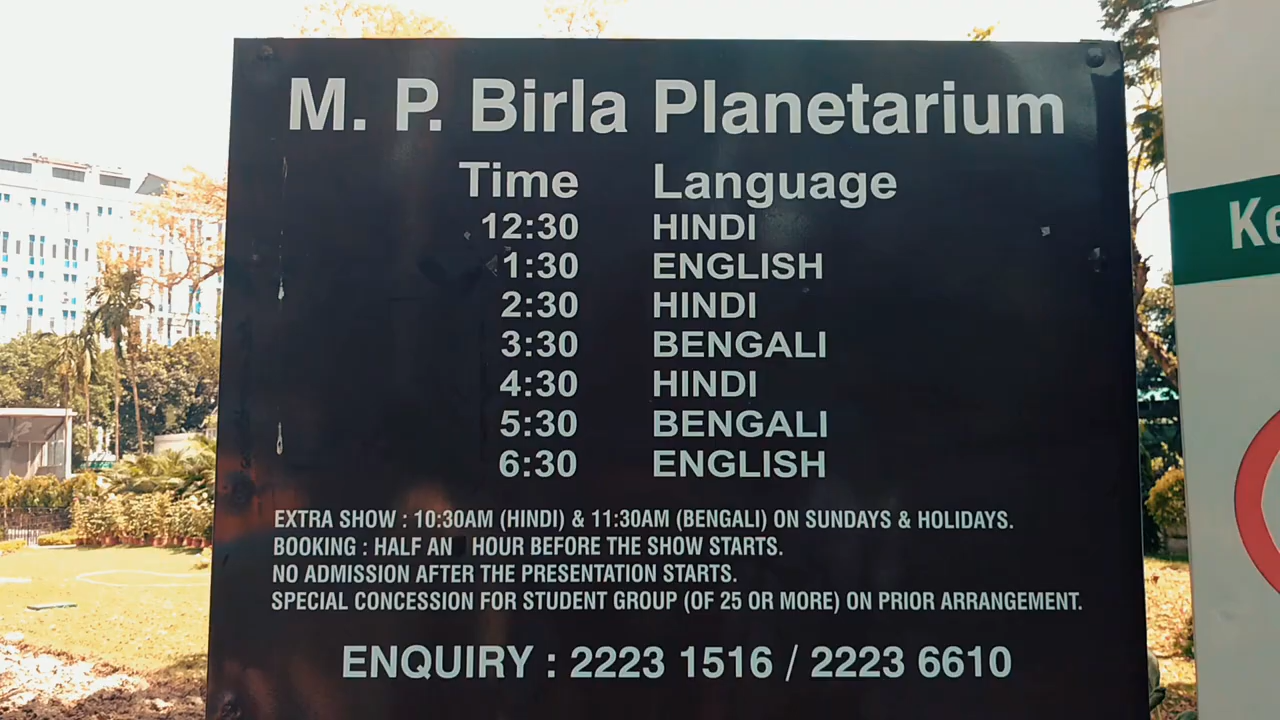 M. P. Birla Planetarium
Time Language
12:30 HINDI
1:30 ENGLISH
2:30 HINDI
3:30 BENGALI
4:30 HINDI
5:30 BENGALI
6:30 ENGLISH
EXTRA SHOW : 10:30AM (HINDI) & 11:30AM (BENGALI) ON SUNDAYS & HOLIDAYS.
BOOKING : HALF AN HOUR BEFORE THE SHOW STARTS.
NO ADMISSION AFTER THE PRESENTATION STARTS.
SPECIAL CONCESSION FOR STUDENT GROUP (OF 25 OR MORE) ON PRIOR ARRANGEMENT.
ENQUIRY : 2223 1516 / 2223 6610